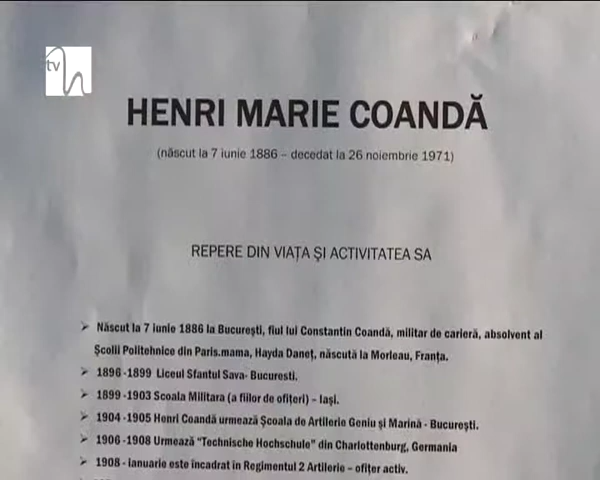 tv
HENRI MARIE COANDĂ
(născut la 7 iunie 1886 – decedat la 26 noiembrie 1971)
REPERE DIN VIAȚA ȘI ACTIVITATEA SA
➢ Născut la 7 iunie 1886 la București, fiul lui Constantin Coandă, militar de carieră, absolvent al
Școlii Politehnice din Paris.mama, Hayda Daneț, născută la Morleau, Franța.
➢ 1896 -1899 Liceul Sfantul Sava- Bucuresti.
➢ 1899 -1903 Scoala Militara (a fiilor de ofițeri) – Iași.
➢ 1904 -1905 Henri Coandă urmează Școala de Artilerie Geniu și Marină - București.
➢ 1906 -1908 Urmează "Technische Hochschule" din Charlottenburg, Germania
➢ 1908 - Ianuarie este încadrat in Regimentul 2 Artilerie – ofițer activ.